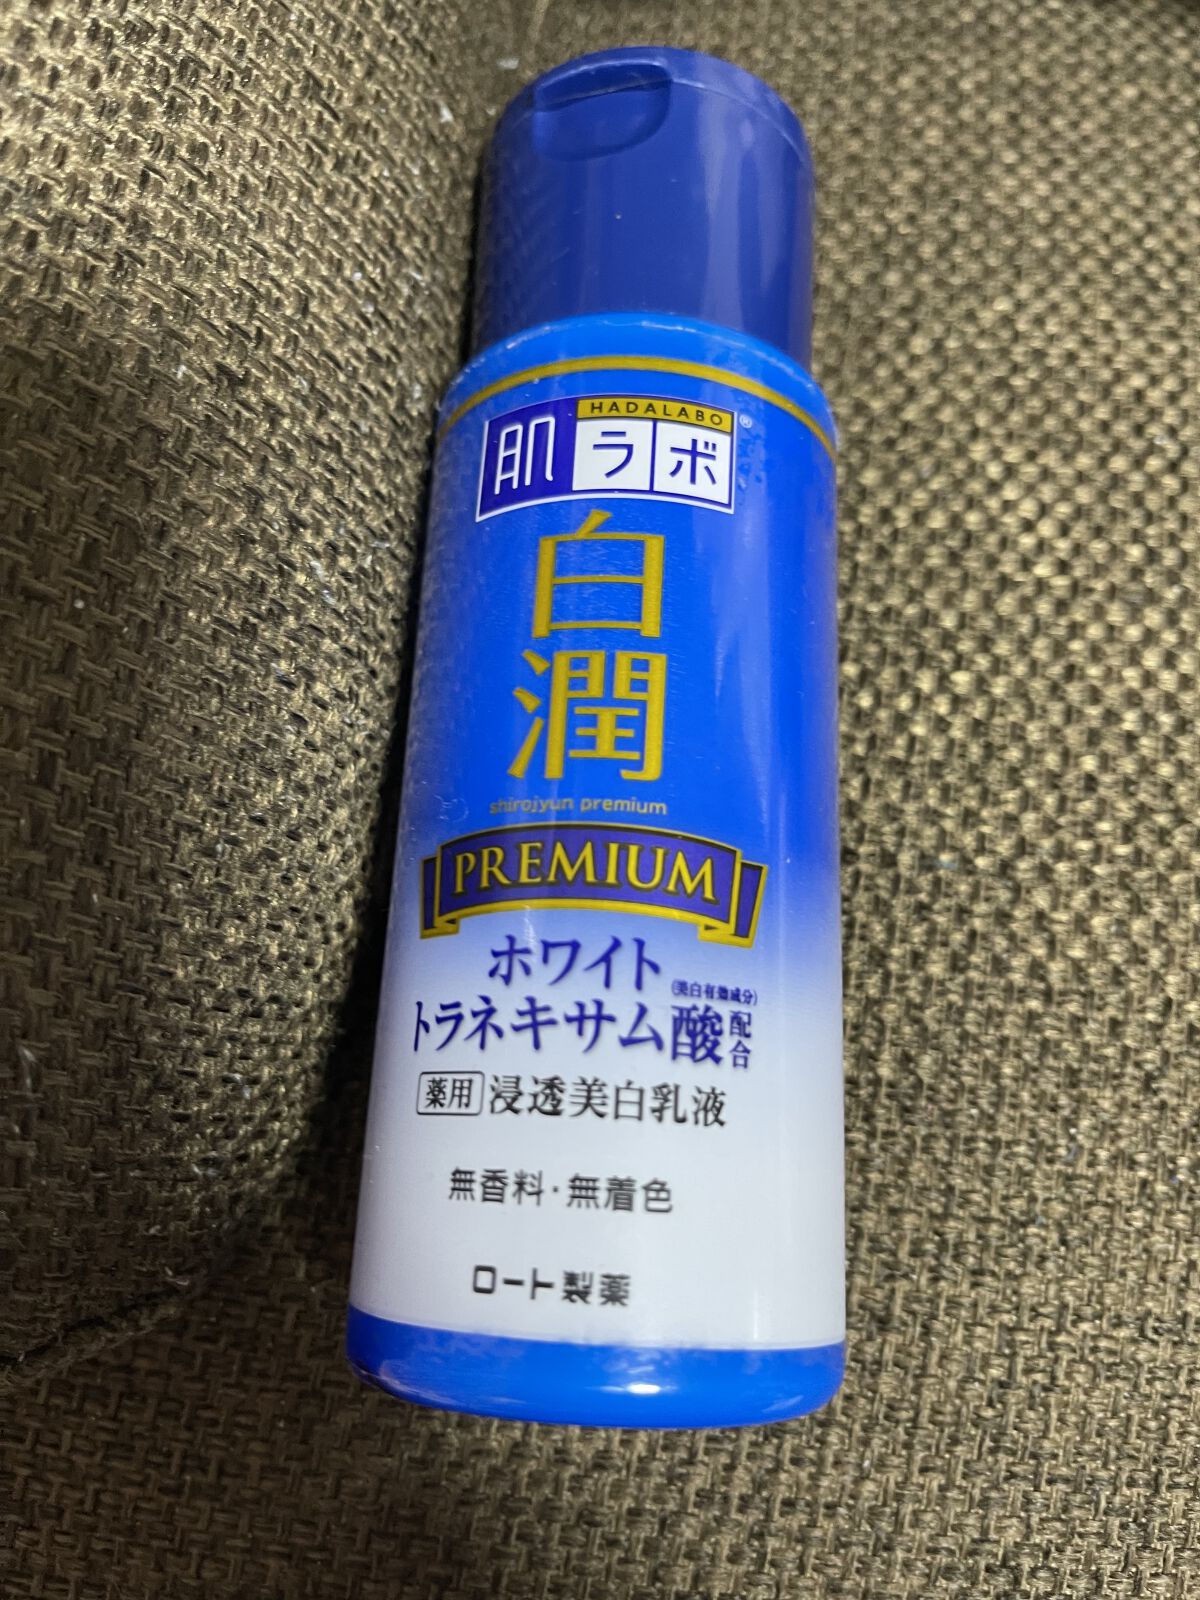 HADALABO
肌ラボ®
白潤
shirojyun premium
PREMIUM
ホワイト
トラネキサム酸(美白有効成分)配合
薬用 浸透美白乳液
無香料・無着色
ロート製薬